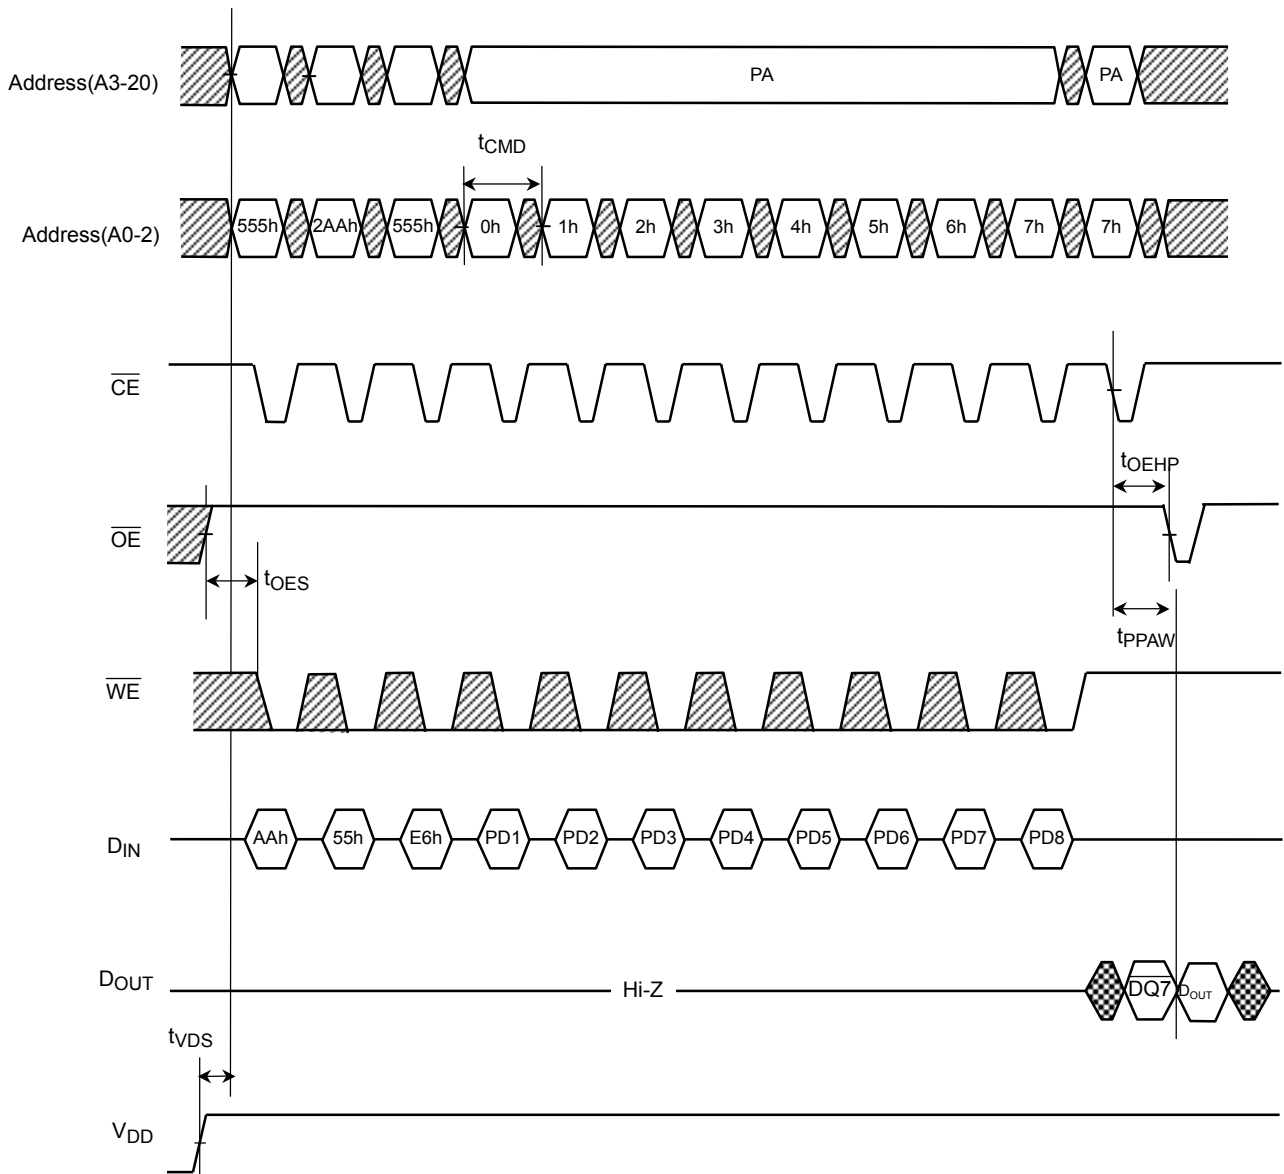 Address(A3-20) PA PA
tCMD
Address(A0-2) 555h 2AAh 555h 0h 1h 2h 3h 4h 5h 6h 7h 7h
CE
tOEHP
OE
tOES
tPPAW
WE
DIN AAh 55h E6h PD1 PD2 PD3 PD4 PD5 PD6 PD7 PD8
DOUT Hi-Z DQ7 DOUT
tVDS
VDD